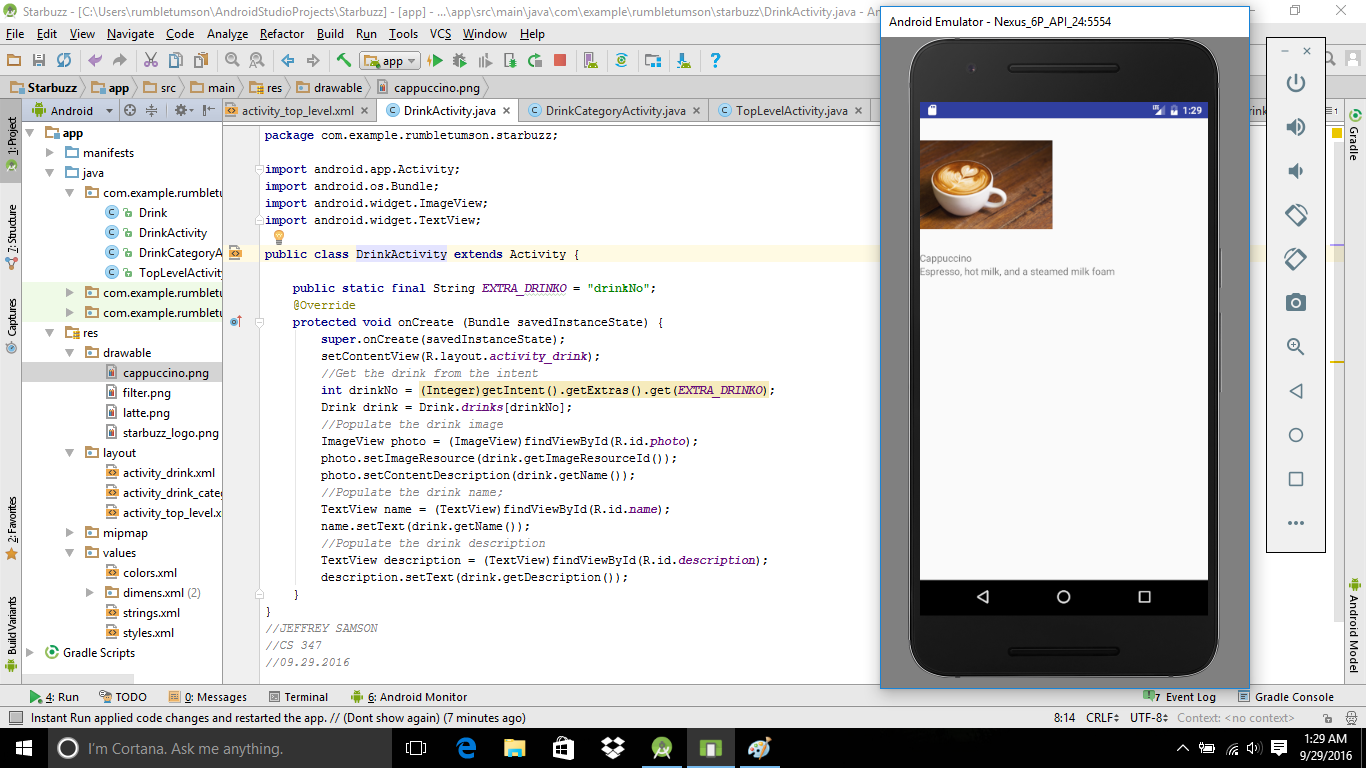 Starbuzz - [C:\Users\rumbletumson\AndroidStudioProjects\Starbuzz] - [app] - ...\app\src\main\java\com\example\rumbletumson\starbuzz\DrinkActivity.java - Android
File Edit View Navigate Code Analyze Refactor Build Run Tools VCS Window Help
app
Starbuzz app src main res drawable cappuccino.png
Android
activity_top_level.xml DrinkActivity.java DrinkCategoryActivity.java TopLevelActivity.java
1: Project
7: Structure
Captures
2: Favorites
Build Variants
app
manifests
java
com.example.rumbletu
Drink
DrinkActivity
DrinkCategoryA
TopLevelActivit
com.example.rumbletu
com.example.rumbletu
res
drawable
cappuccino.png
filter.png
latte.png
starbuzz_logo.png
layout
activity_drink.xml
activity_drink_categ
activity_top_level.x
mipmap
values
colors.xml
dimens.xml (2)
strings.xml
styles.xml
Gradle Scripts
package com.example.rumbletumson.starbuzz;
import android.app.Activity;
import android.os.Bundle;
import android.widget.ImageView;
import android.widget.TextView;
public class DrinkActivity extends Activity {
public static final String EXTRA_DRINKO = "drinkNo";
@Override
protected void onCreate (Bundle savedInstanceState) {
super.onCreate(savedInstanceState);
setContentView(R.layout.activity_drink);
//Get the drink from the intent
int drinkNo = (Integer)getIntent().getExtras().get(EXTRA_DRINKO);
Drink drink = Drink.drinks[drinkNo];
//Populate the drink image
ImageView photo = (ImageView)findViewById(R.id.photo);
photo.setImageResource(drink.getImageResourceId());
photo.setContentDescription(drink.getName());
//Populate the drink name;
TextView name = (TextView)findViewById(R.id.name);
name.setText(drink.getName());
//Populate the drink description
TextView description = (TextView)findViewById(R.id.description);
description.setText(drink.getDescription());
}
}
//JEFFREY SAMSON
//CS 347
//09.29.2016
Android Emulator - Nexus_6P_API_24:5554
1:29
Cappuccino
Espresso, hot milk, and a steamed milk foam
Gradle
Android Model
4: Run TODO 0: Messages Terminal 6: Android Monitor 7 Event Log Gradle Console
Instant Run applied code changes and restarted the app. // (Dont show again) (7 minutes ago) 8:14 CRLF UTF-8 Context: <no context>
I'm Cortana. Ask me anything.
1:29 AM
9/29/2016